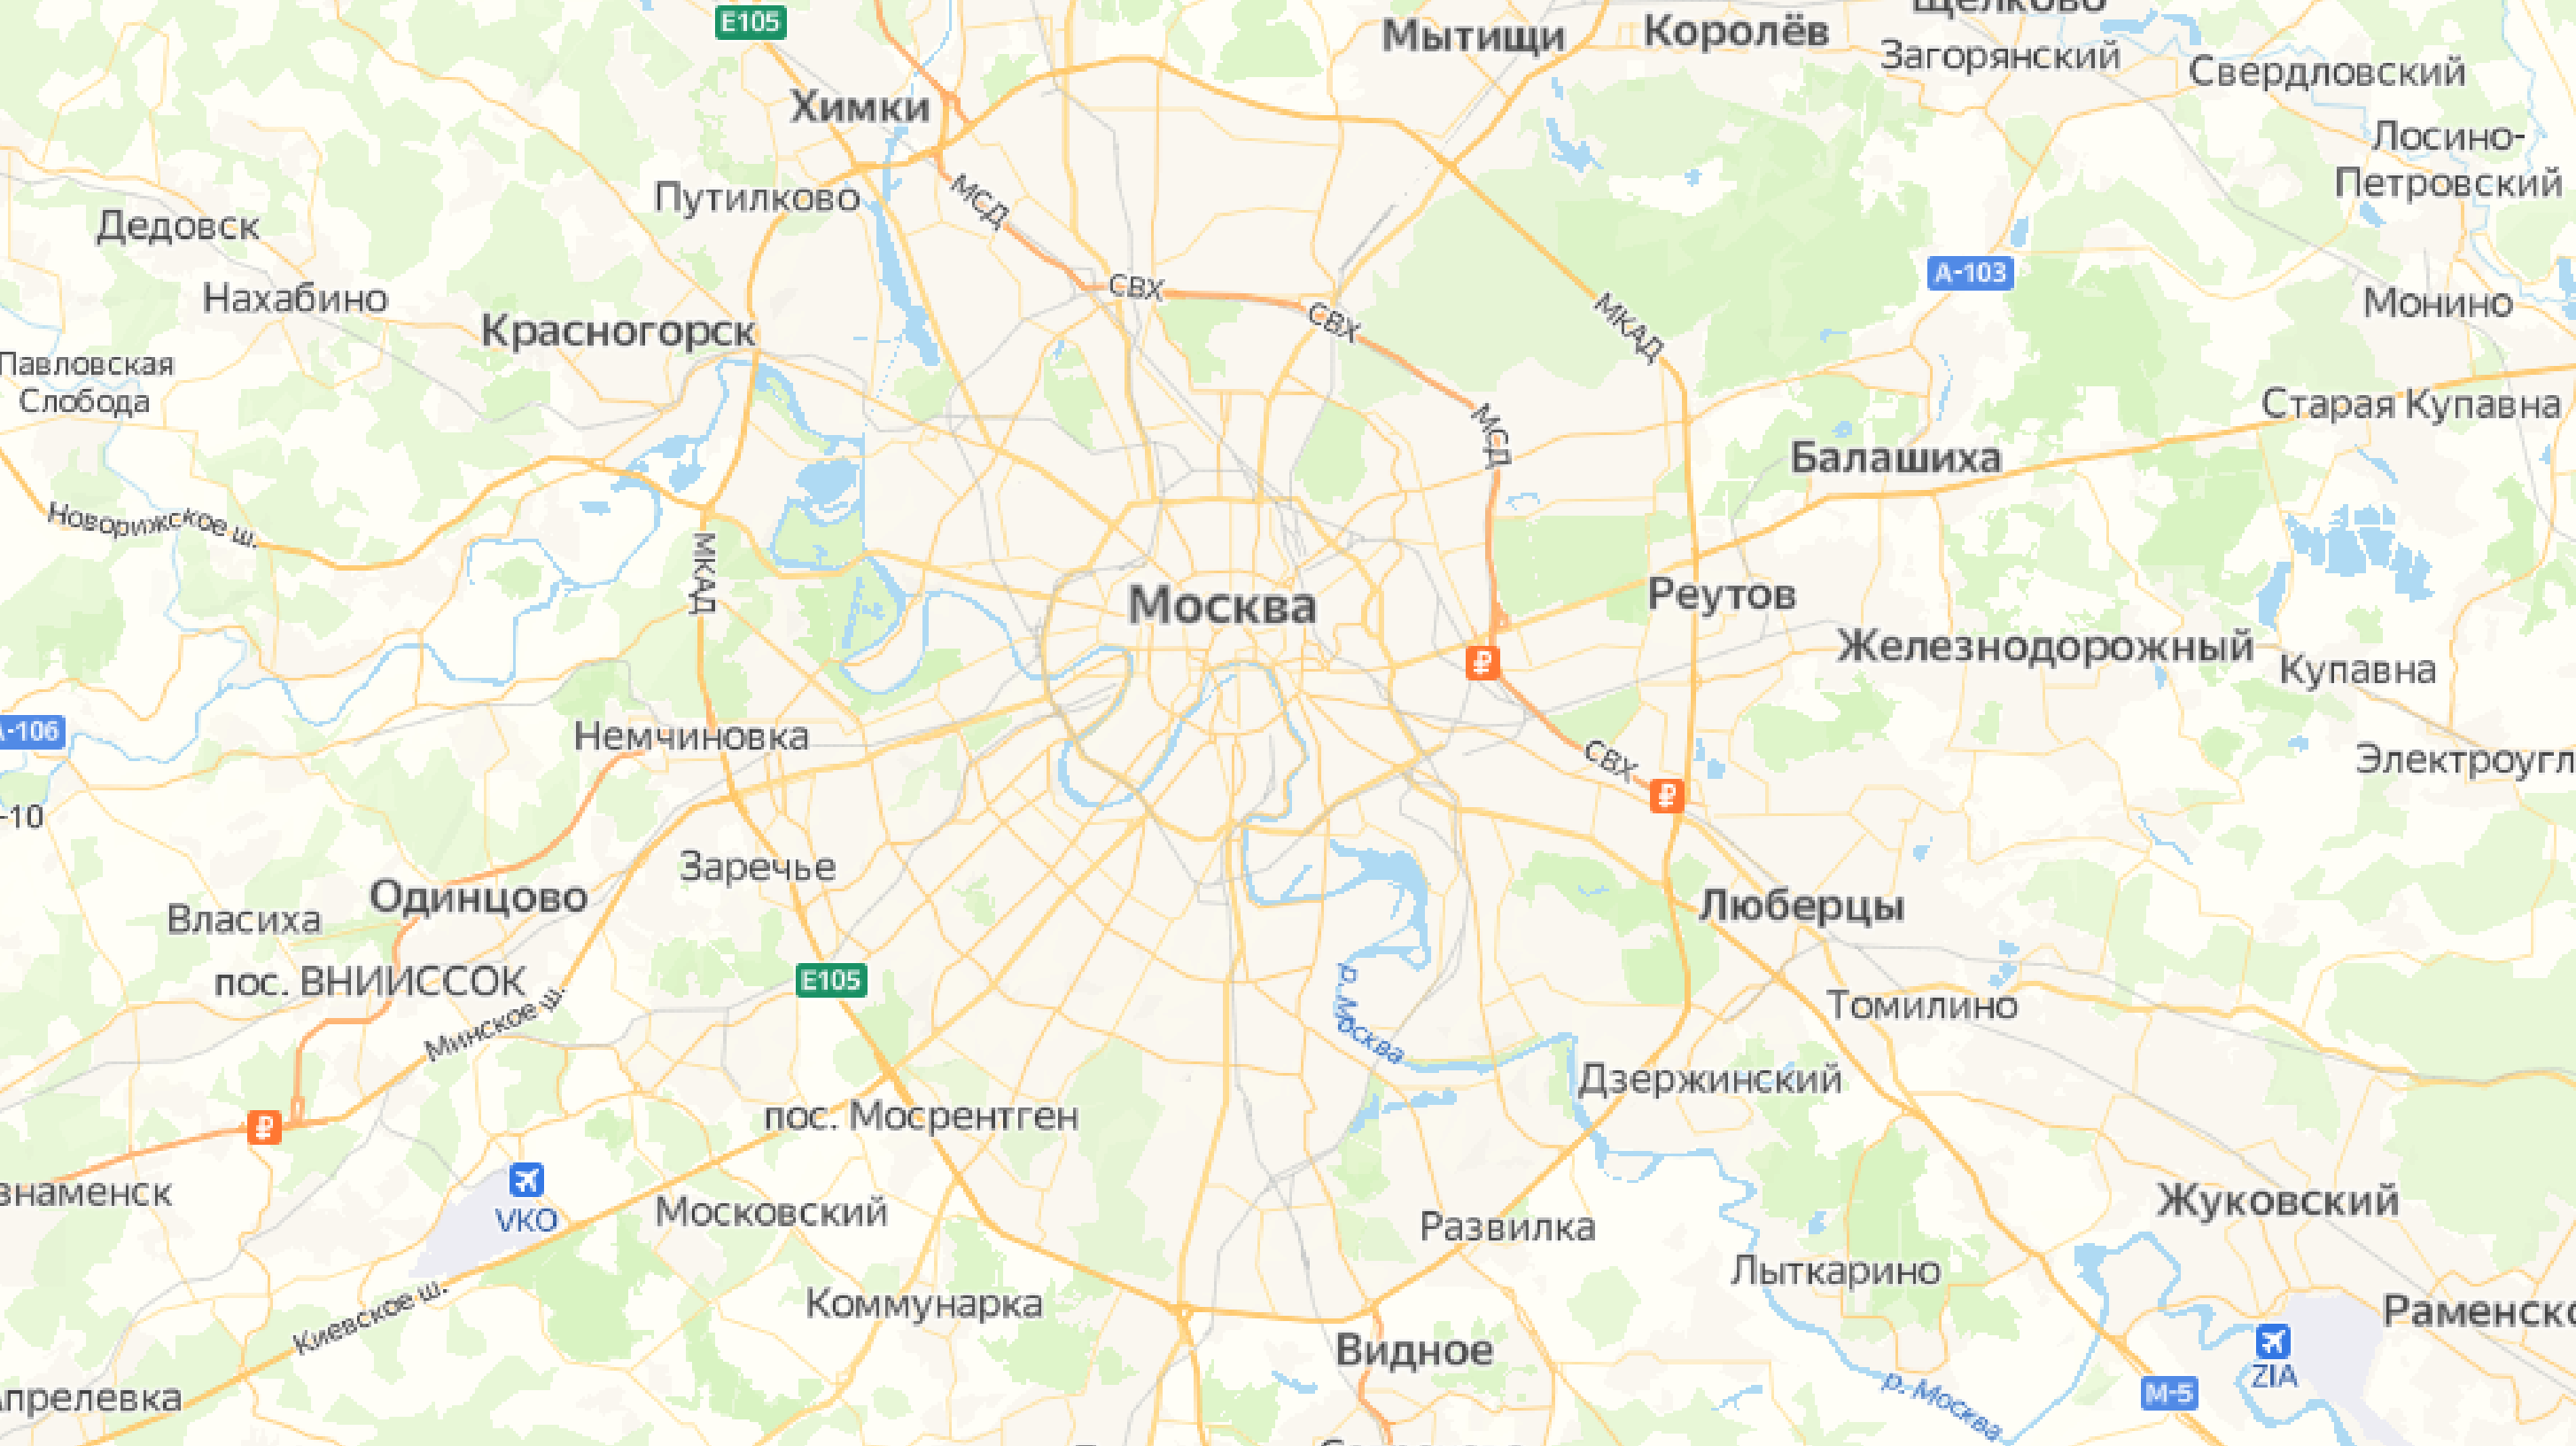 E105
Мытищи
Королёв
Щёлково
Загорянский
Свердловский
Химки
Лосино-
Петровский
Путилково
МСД
Дедовск
А-103
СВХ
Нахабино
Монино
СВХ
МКАД
Красногорск
Павловская
Слобода
Старая Купавна
МСД
Балашиха
Новорижское ш.
МКАД
Москва
Реутов
Железнодорожный
Купавна
₽
А-106
Немчиновка
СВХ
Электроугл
₽
-10
Заречье
Одинцово
Люберцы
Власиха
пос. ВНИИССОК
E105
Томилино
р. Москва
Минское ш.
Дзержинский
пос. Мосрентген
₽
знаменск
VKO
Московский
Жуковский
Развилка
Лыткарино
Киевское ш.
Коммунарка
Раменско
Видное
ZIA
Апрелевка
М-5
р. Москва